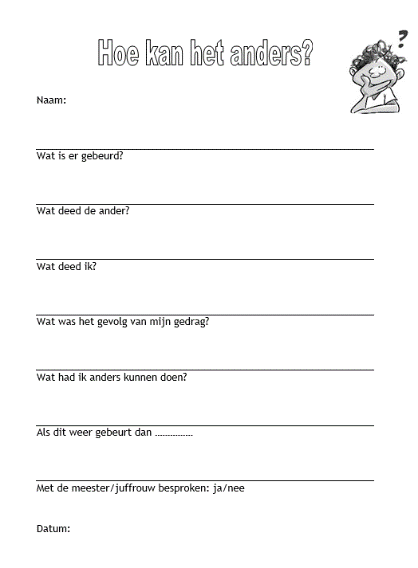 Hoe kan het anders?
?
Naam:
Wat is er gebeurd?
Wat deed de ander?
Wat deed ik?
Wat was het gevolg van mijn gedrag?
Wat had ik anders kunnen doen?
Als dit weer gebeurt dan ...............
Met de meester/juffrouw besproken: ja/nee
Datum: